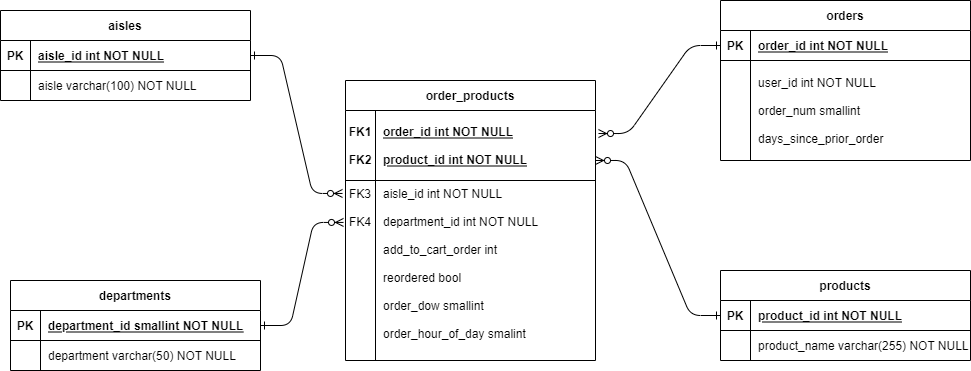 aisles
PK aisle_id int NOT NULL
aisle varchar(100) NOT NULL
orders
PK order_id int NOT NULL
user_id int NOT NULL
order_num smallint
days_since_prior_order
order_products
FK1 order_id int NOT NULL
FK2 product_id int NOT NULL
FK3 aisle_id int NOT NULL
FK4 department_id int NOT NULL
add_to_cart_order int
reordered bool
order_dow smallint
order_hour_of_day smalint
departments
PK department_id smallint NOT NULL
department varchar(50) NOT NULL
products
PK product_id int NOT NULL
product_name varchar(255) NOT NULL